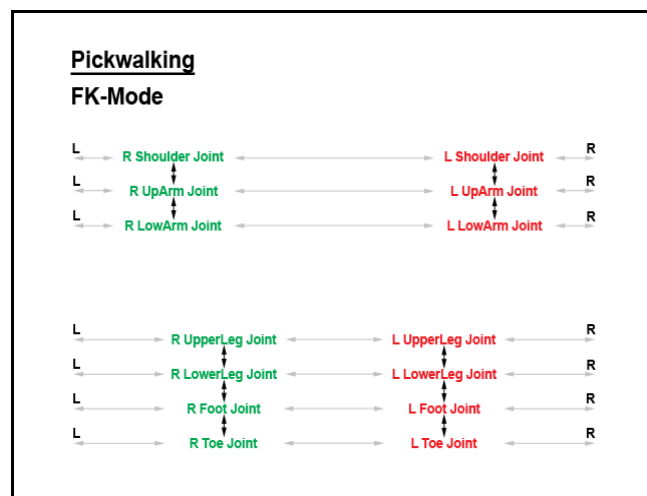 Pickwalking
FK-Mode
L R Shoulder Joint L Shoulder Joint R
L R UpArm Joint L UpArm Joint R
L R LowArm Joint L LowArm Joint R
L R UpperLeg Joint L UpperLeg Joint R
L R LowerLeg Joint L LowerLeg Joint R
L R Foot Joint L Foot Joint R
L R Toe Joint L Toe Joint R